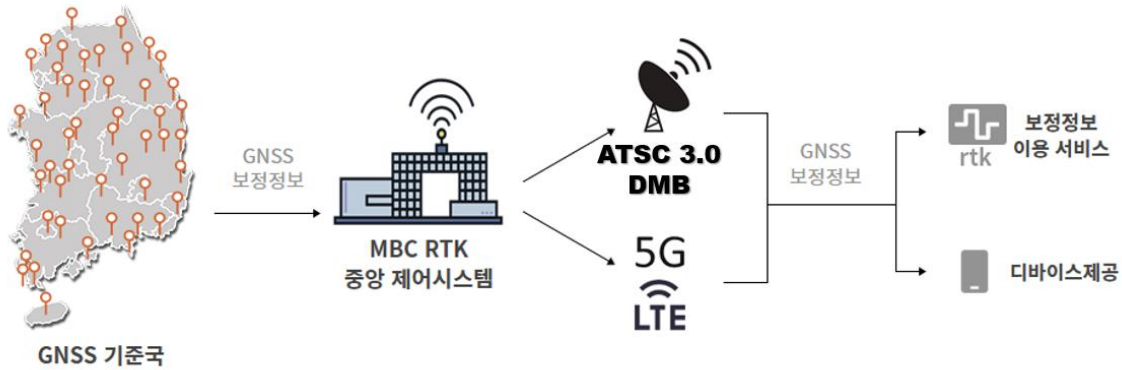 GNSS 기준국
GNSS
보정정보
MBC RTK
중앙 제어시스템
ATSC 3.0
DMB
5G
LTE
GNSS
보정정보
rtk
보정정보
이용 서비스
디바이스제공